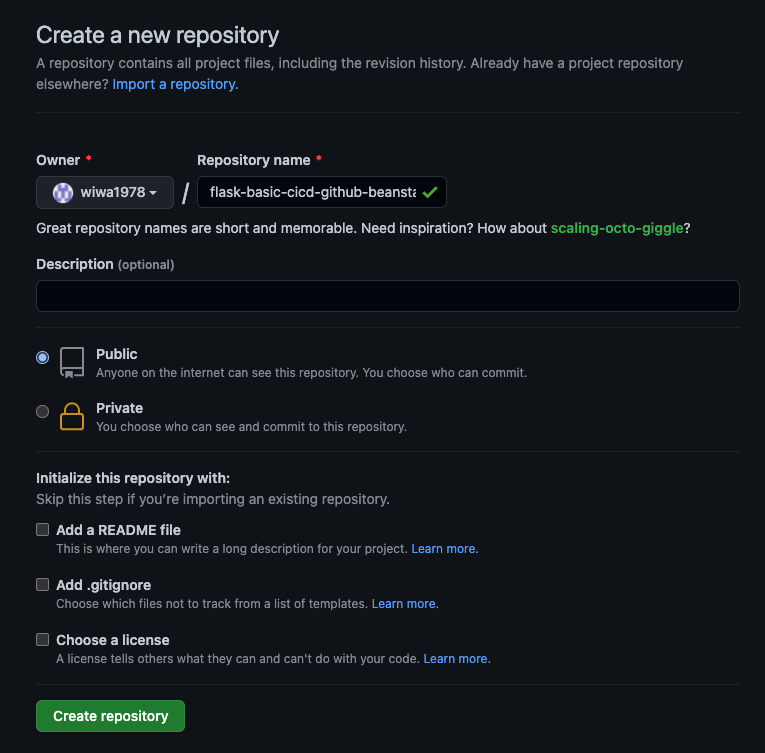 Create a new repository
A repository contains all project files, including the revision history. Already have a project repository
elsewhere? Import a repository.
Owner * Repository name *
wiwa1978 / flask-basic-cicd-github-beansta
Great repository names are short and memorable. Need inspiration? How about scaling-octo-giggle?
Description (optional)
Public
Anyone on the internet can see this repository. You choose who can commit.
Private
You choose who can see and commit to this repository.
Initialize this repository with:
Skip this step if you’re importing an existing repository.
Add a README file
This is where you can write a long description for your project. Learn more.
Add .gitignore
Choose which files not to track from a list of templates. Learn more.
Choose a license
A license tells others what they can and can't do with your code. Learn more.
Create repository